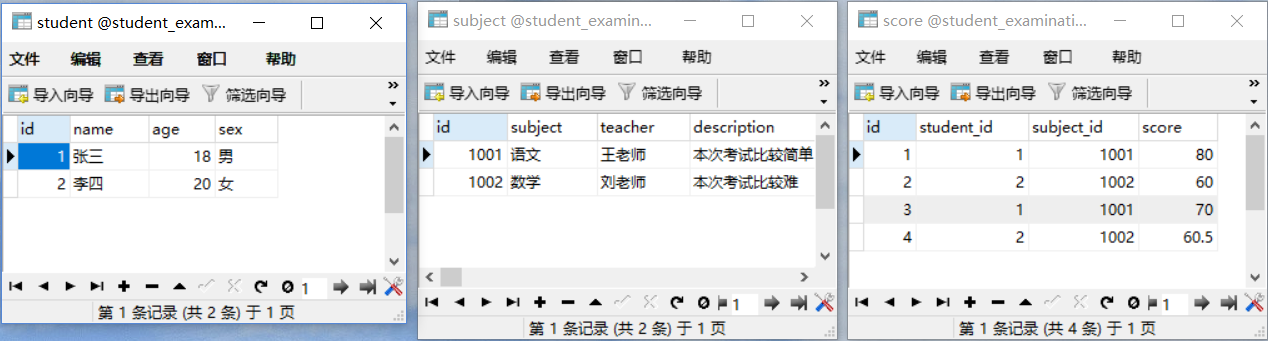 student @student_exam...
文件 编辑 查看 窗口 帮助
导入向导 导出向导 筛选向导
id name age sex
1 张三 18 男
2 李四 20 女
1
第 1 条记录 (共 2 条) 于 1 页
subject @student_examin...
文件 编辑 查看 窗口 帮助
导入向导 导出向导 筛选向导
id subject teacher description
1001 语文 王老师 本次考试比较简单
1002 数学 刘老师 本次考试比较难
1
第 1 条记录 (共 2 条) 于 1 页
score @student_examinati...
文件 编辑 查看 窗口 帮助
导入向导 导出向导 筛选向导
id student_id subject_id score
1 1 1001 80
2 2 1002 60
3 1 1001 70
4 2 1002 60.5
1
第 1 条记录 (共 4 条) 于 1 页